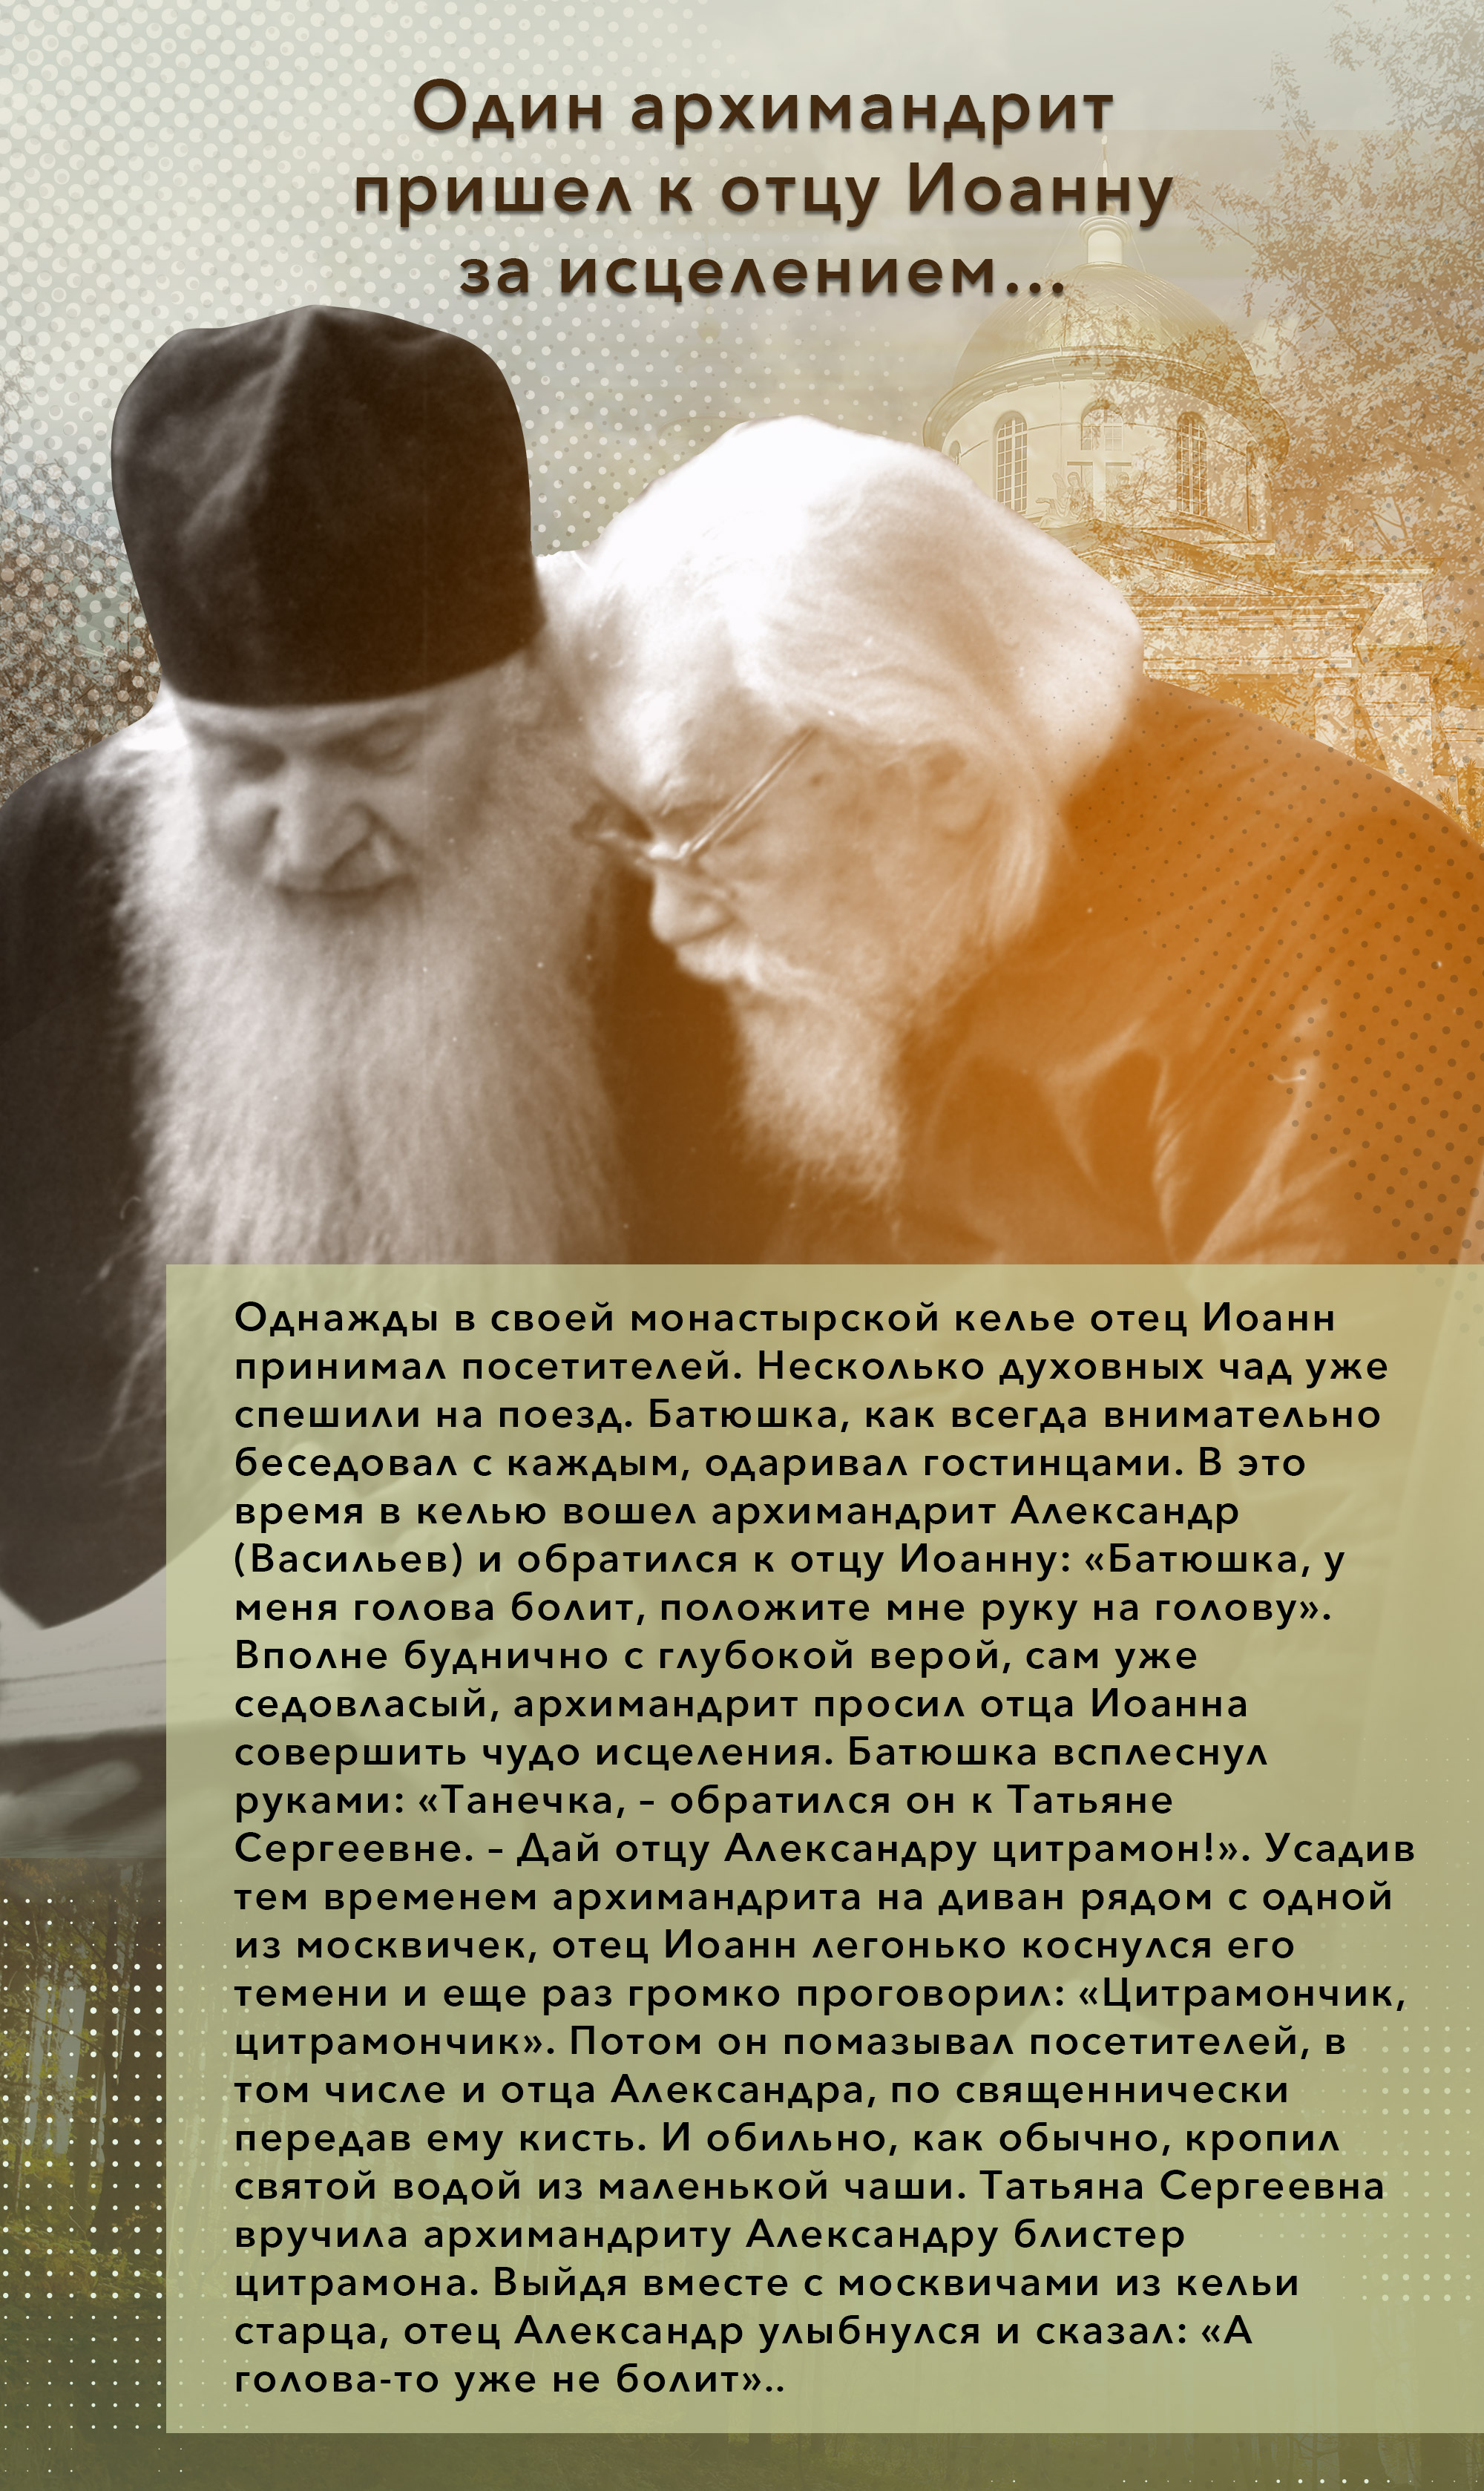 Один архимандрит
пришел к отцу Иоанну
за исцелением...
Однажды в своей монастырской келье отец Иоанн
принимал посетителей. Несколько духовных чад уже
спешили на поезд. Батюшка, как всегда внимательно
беседовал с каждым, одаривал гостинцами. В это
время в келью вошел архимандрит Александр
(Васильев) и обратился к отцу Иоанну: «Батюшка, у
меня голова болит, положите мне руку на голову».
Вполне буднично с глубокой верой, сам уже
седовласый, архимандрит просил отца Иоанна
совершить чудо исцеления. Батюшка всплеснул
руками: «Танечка, – обратился он к Татьяне
Сергеевне. – Дай отцу Александру цитрамон!». Усадив
тем временем архимандрита на диван рядом с одной
из москвичек, отец Иоанн легонько коснулся его
темени и еще раз громко проговорил: «Цитрамончик,
цитрамончик». Потом он помазывал посетителей, в
том числе и отца Александра, по священнически
передав ему кисть. И обильно, как обычно, кропил
святой водой из маленькой чаши. Татьяна Сергеевна
вручила архимандриту Александру блистер
цитрамона. Выйдя вместе с москвичами из кельи
старца, отец Александр улыбнулся и сказал: «А
голова-то уже не болит»..